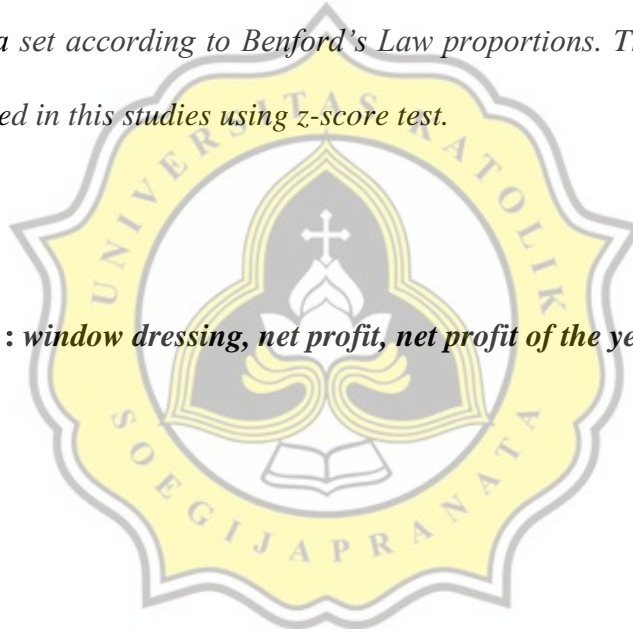 a set according to Benford’s Law proportions. Th
ed in this studies using z-score test.
: window dressing, net profit, net profit of the ye
UNIVERSITAS KATOLIK
SOEGIJAPRANATA